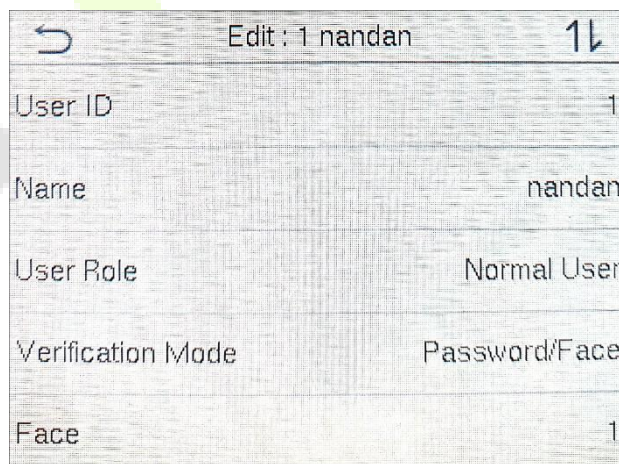 Edit : 1 nandan
User ID 1
Name nandan
User Role Normal User
Verification Mode Password/Face
Face 1